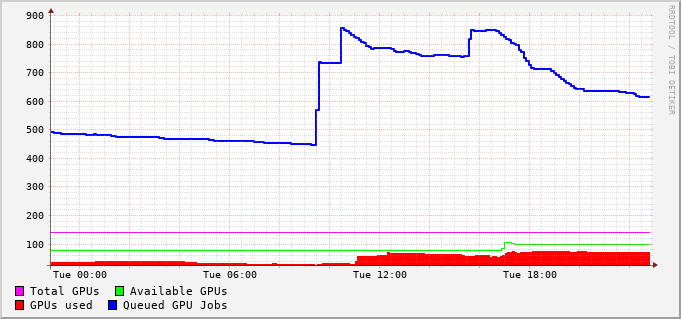 900
800
700
600
500
400
300
200
100
Tue 00:00 Tue 06:00 Tue 12:00 Tue 18:00
Total GPUs Available GPUs
GPUs used Queued GPU Jobs
RRDTOOL / TOBI OETIKER